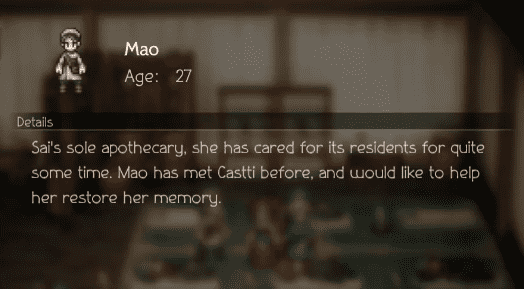 Mao
Age: 27
Details
Sai's sole apothecary, she has cared for its residents for quite
some time. Mao has met Castti before, and would like to help
her restore her memory.